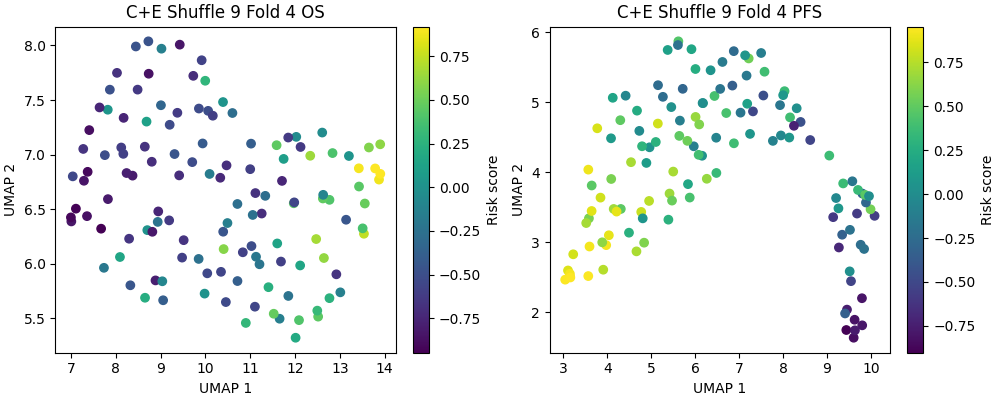 C+E Shuffle 9 Fold 4 OS
8.0
7.5
7.0
6.5
6.0
5.5
UMAP 2
7 8 9 10 11 12 13 14
UMAP 1
0.75
0.50
0.25
0.00
−0.25
−0.50
−0.75
Risk score
C+E Shuffle 9 Fold 4 PFS
6
5
4
3
2
UMAP 2
3 4 5 6 7 8 9 10
UMAP 1
0.75
0.50
0.25
0.00
−0.25
−0.50
−0.75
Risk score